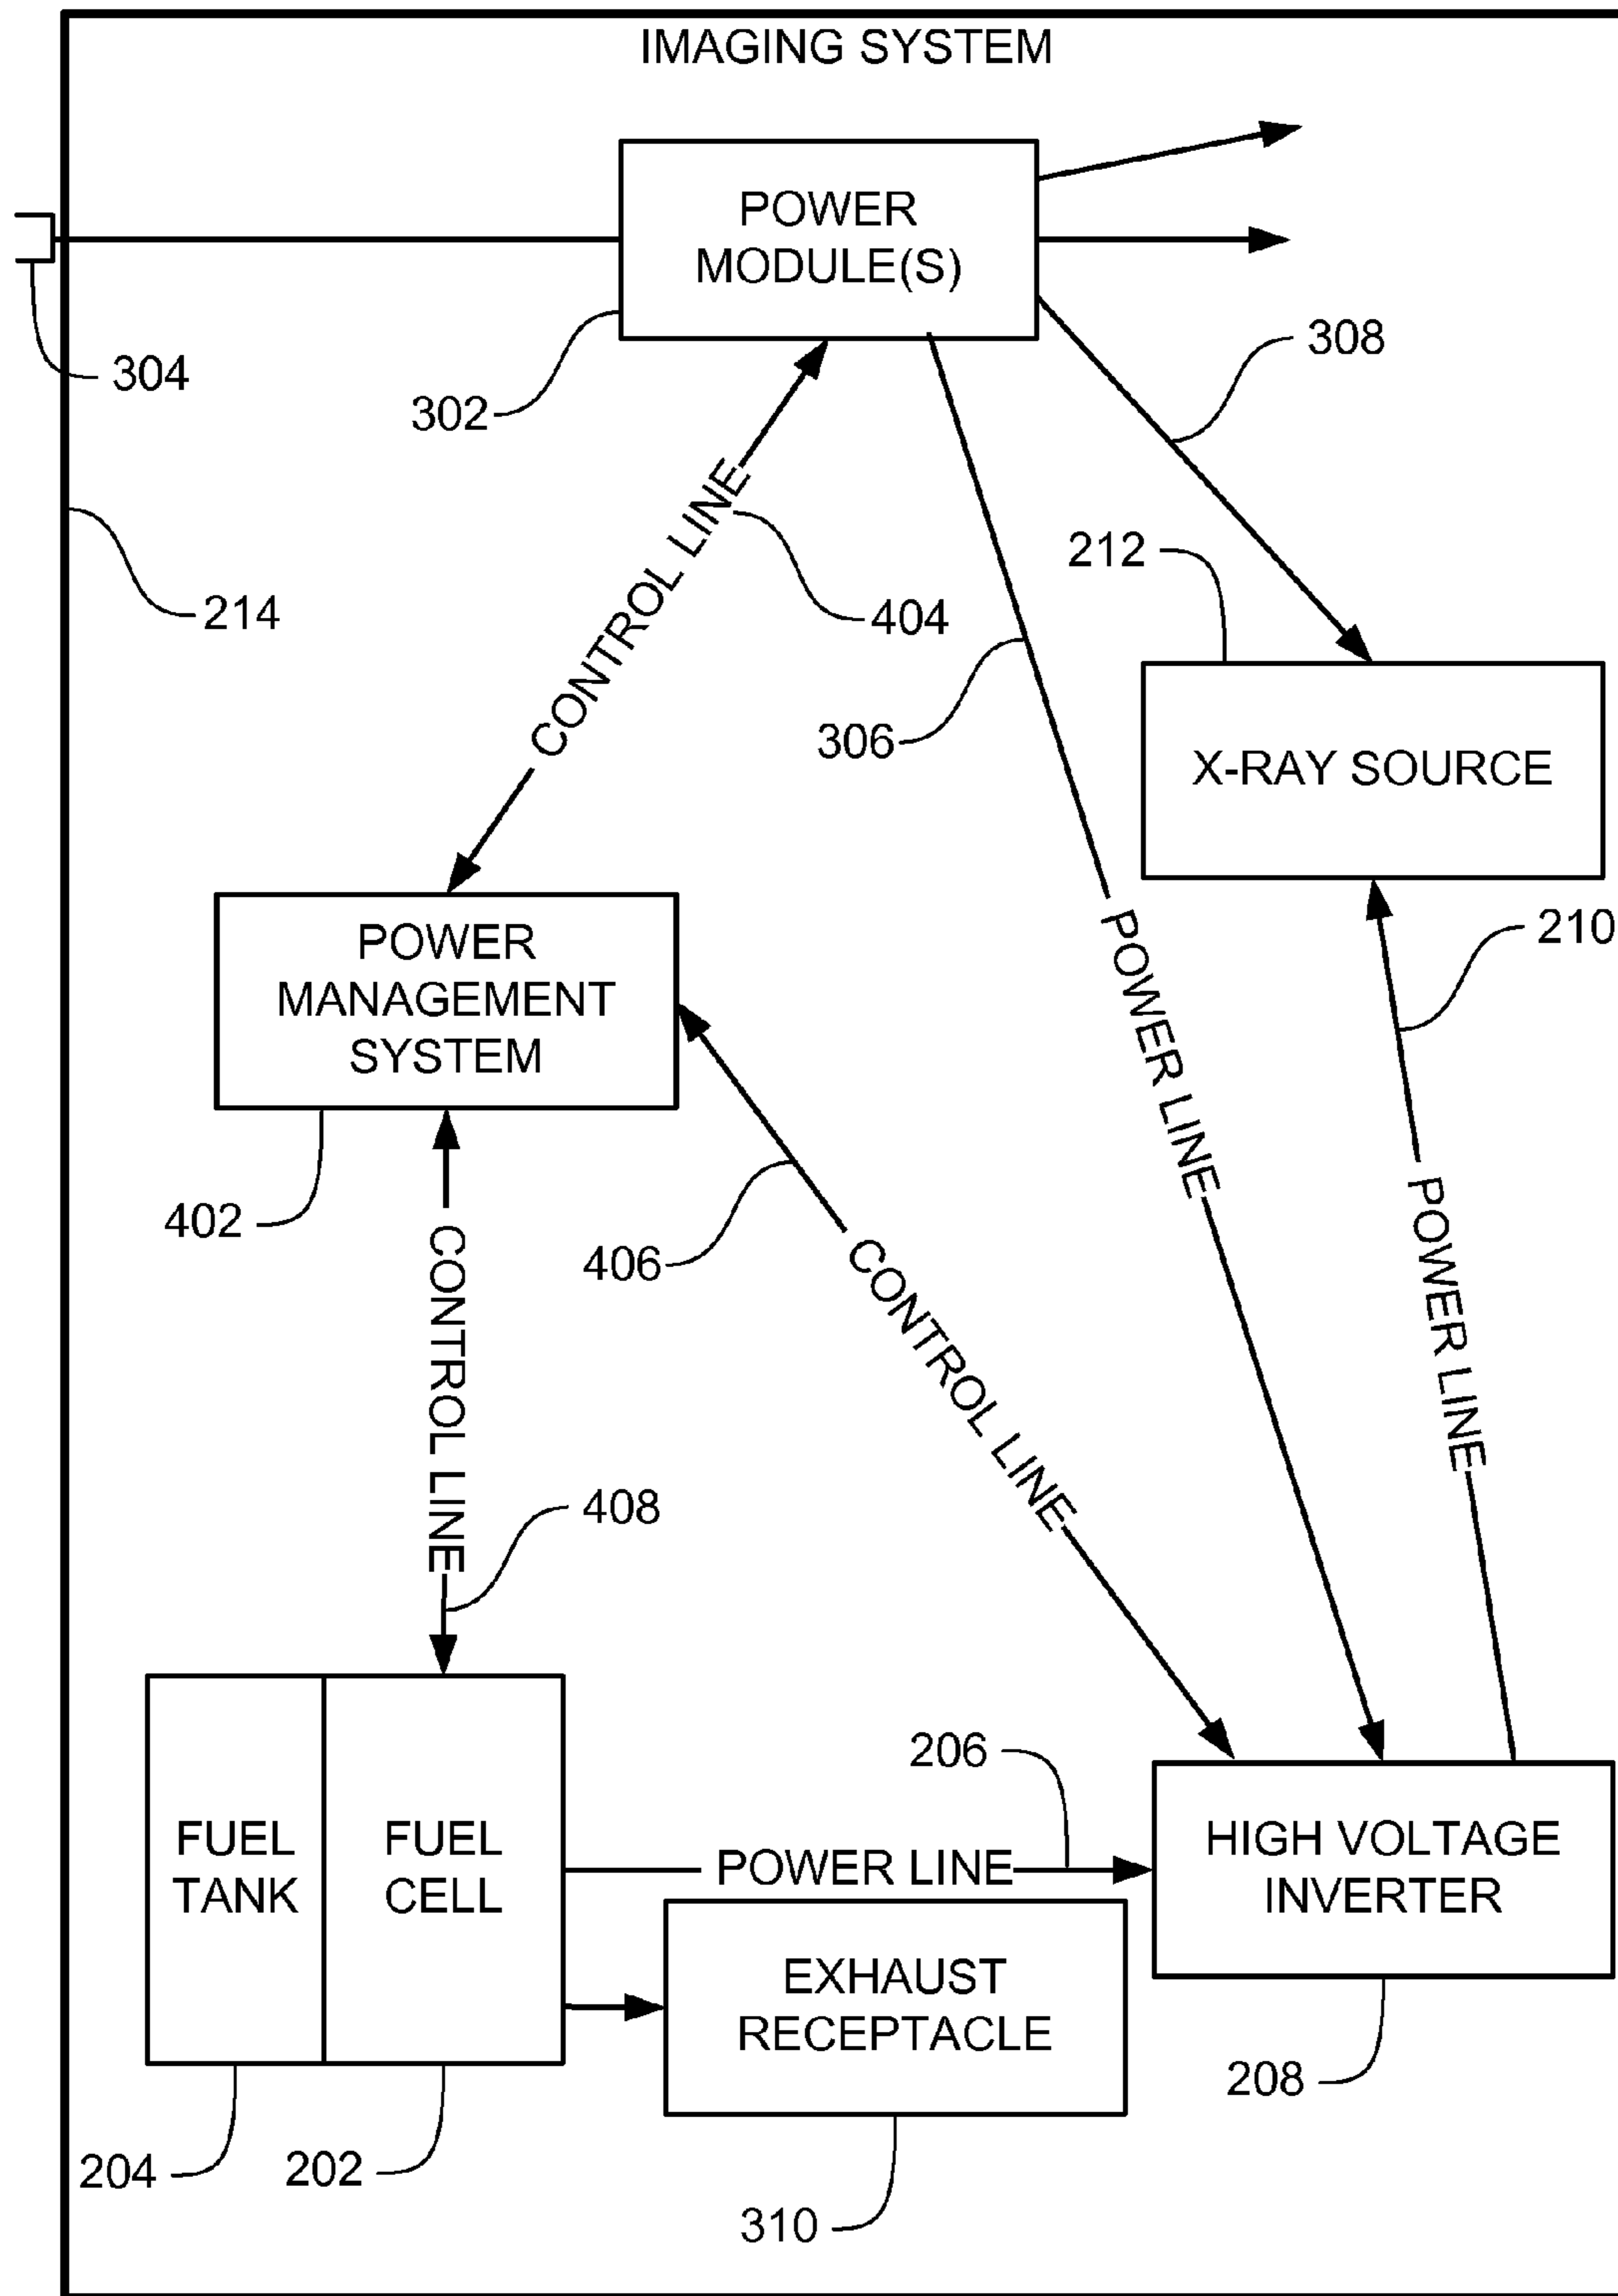 IMAGING SYSTEM
POWER
MODULE(S)
304
302
308
CONTROL LINE
404
214
212
306
X-RAY SOURCE
POWER
MANAGEMENT
SYSTEM
POWER LINE
210
402
406
CONTROL LINE
CONTROL LINE
POWER LINE
408
206
FUEL
TANK
FUEL
CELL
POWER LINE
HIGH VOLTAGE
INVERTER
EXHAUST
RECEPTACLE
208
204
202
310